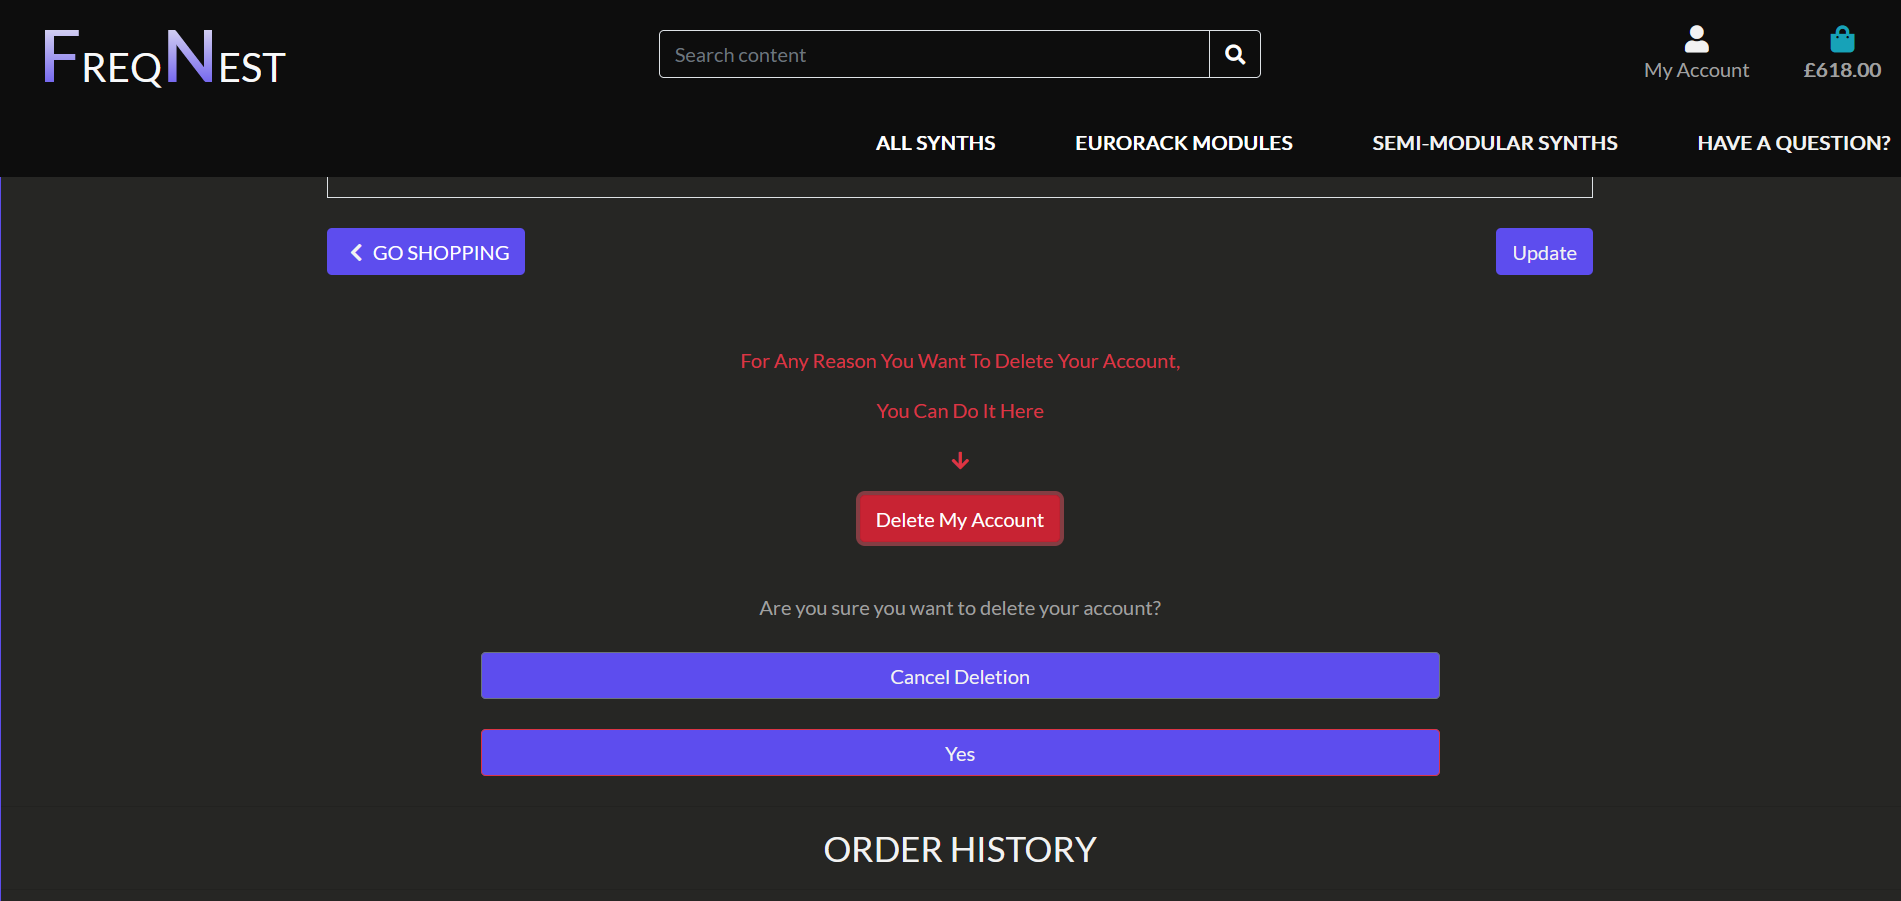 FREQNEST
Search content
My Account
£618.00
ALL SYNTHS
EURORACK MODULES
SEMI-MODULAR SYNTHS
HAVE A QUESTION?
GO SHOPPING
Update
For Any Reason You Want To Delete Your Account,
You Can Do It Here
Delete My Account
Are you sure you want to delete your account?
Cancel Deletion
Yes
ORDER HISTORY